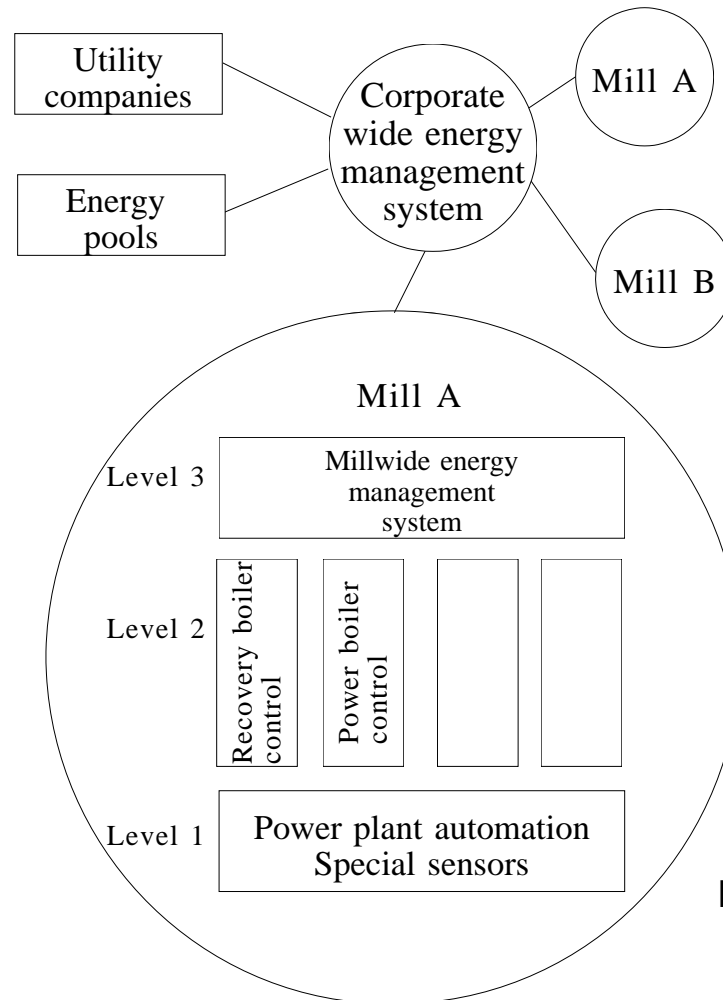 Utility
companies
Corporate
wide energy
management
system
Mill A
Energy
pools
Mill B
Mill A
Level 3
Millwide energy
management
system
Level 2
Recovery boiler
control
Power boiler
control
Level 1
Power plant automation
Special sensors